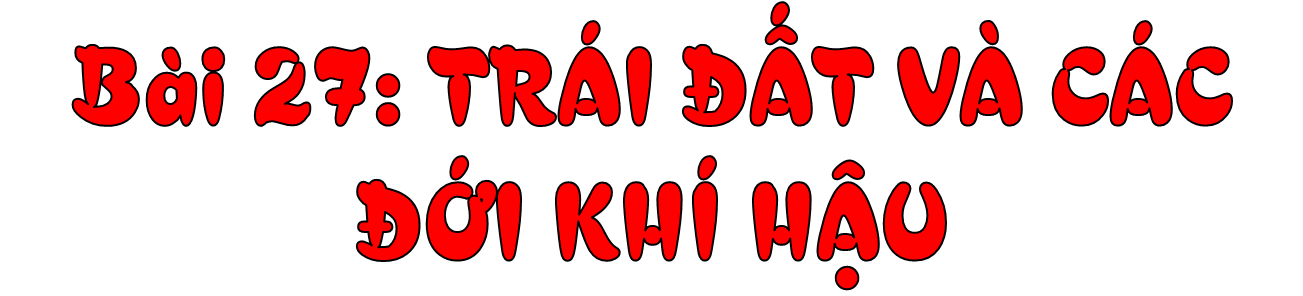 Bài 27: TRÁI ĐẤT VÀ CÁC
ĐỚI KHÍ HẬU